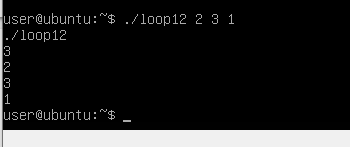 user@ubuntu:~$ ./loop12 2 3 1
./loop12
3
2
3
1
user@ubuntu:~$ _